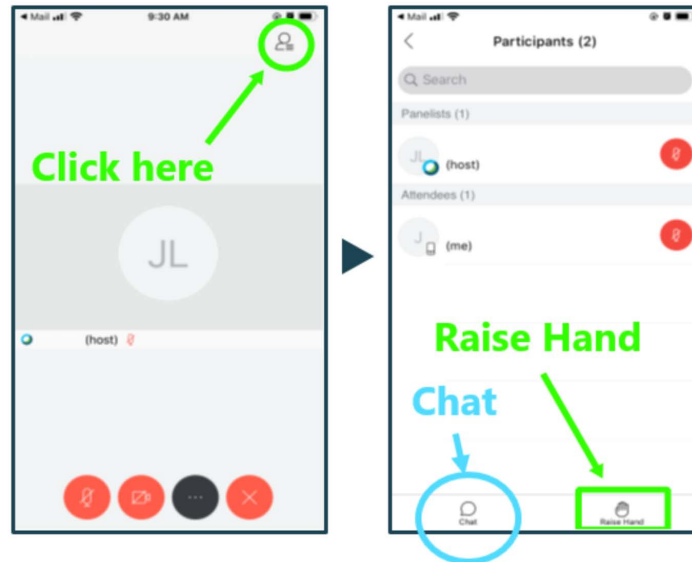 Mail 9:30 AM
Click here
JL
(host)
Mail
Participants (2)
Search
Panelists (1)
JL (host)
Attendees (1)
J (me)
Raise Hand
Chat
Chat Raise Hand